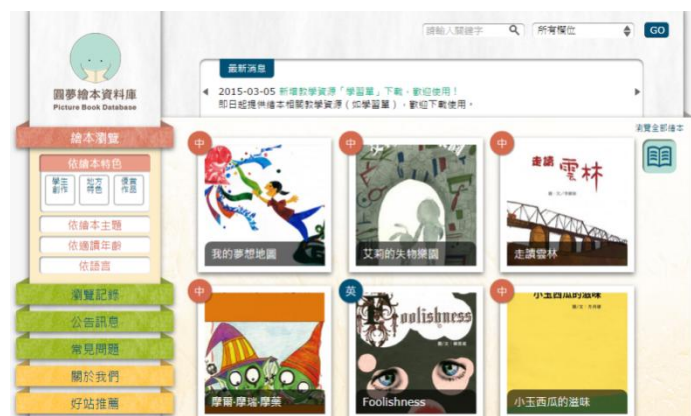 請輸入關鍵字
所有欄位
GO
圓夢繪本資料庫
Picture Book Database
最新消息
2015-03-05 新增教學資源「學習單」下載，歡迎使用！
即日起提供繪本相關教學資源（如學習單），歡迎下載使用。
瀏覽全部繪本
繪本瀏覽
依繪本特色
學生創作
地方特色
優賞作品
依繪本主題
依適讀年齡
依語言
瀏覽記錄
公告訊息
常見問題
關於我們
好站推薦
中
我的夢想地圖
中
艾莉的失物樂園
中
走讀雲林
走讀雲林
中
摩爾·摩瑞·摩蒌
英
Foolishness
Foolishness
中
小玉西瓜的滋味
小玉西瓜的滋味